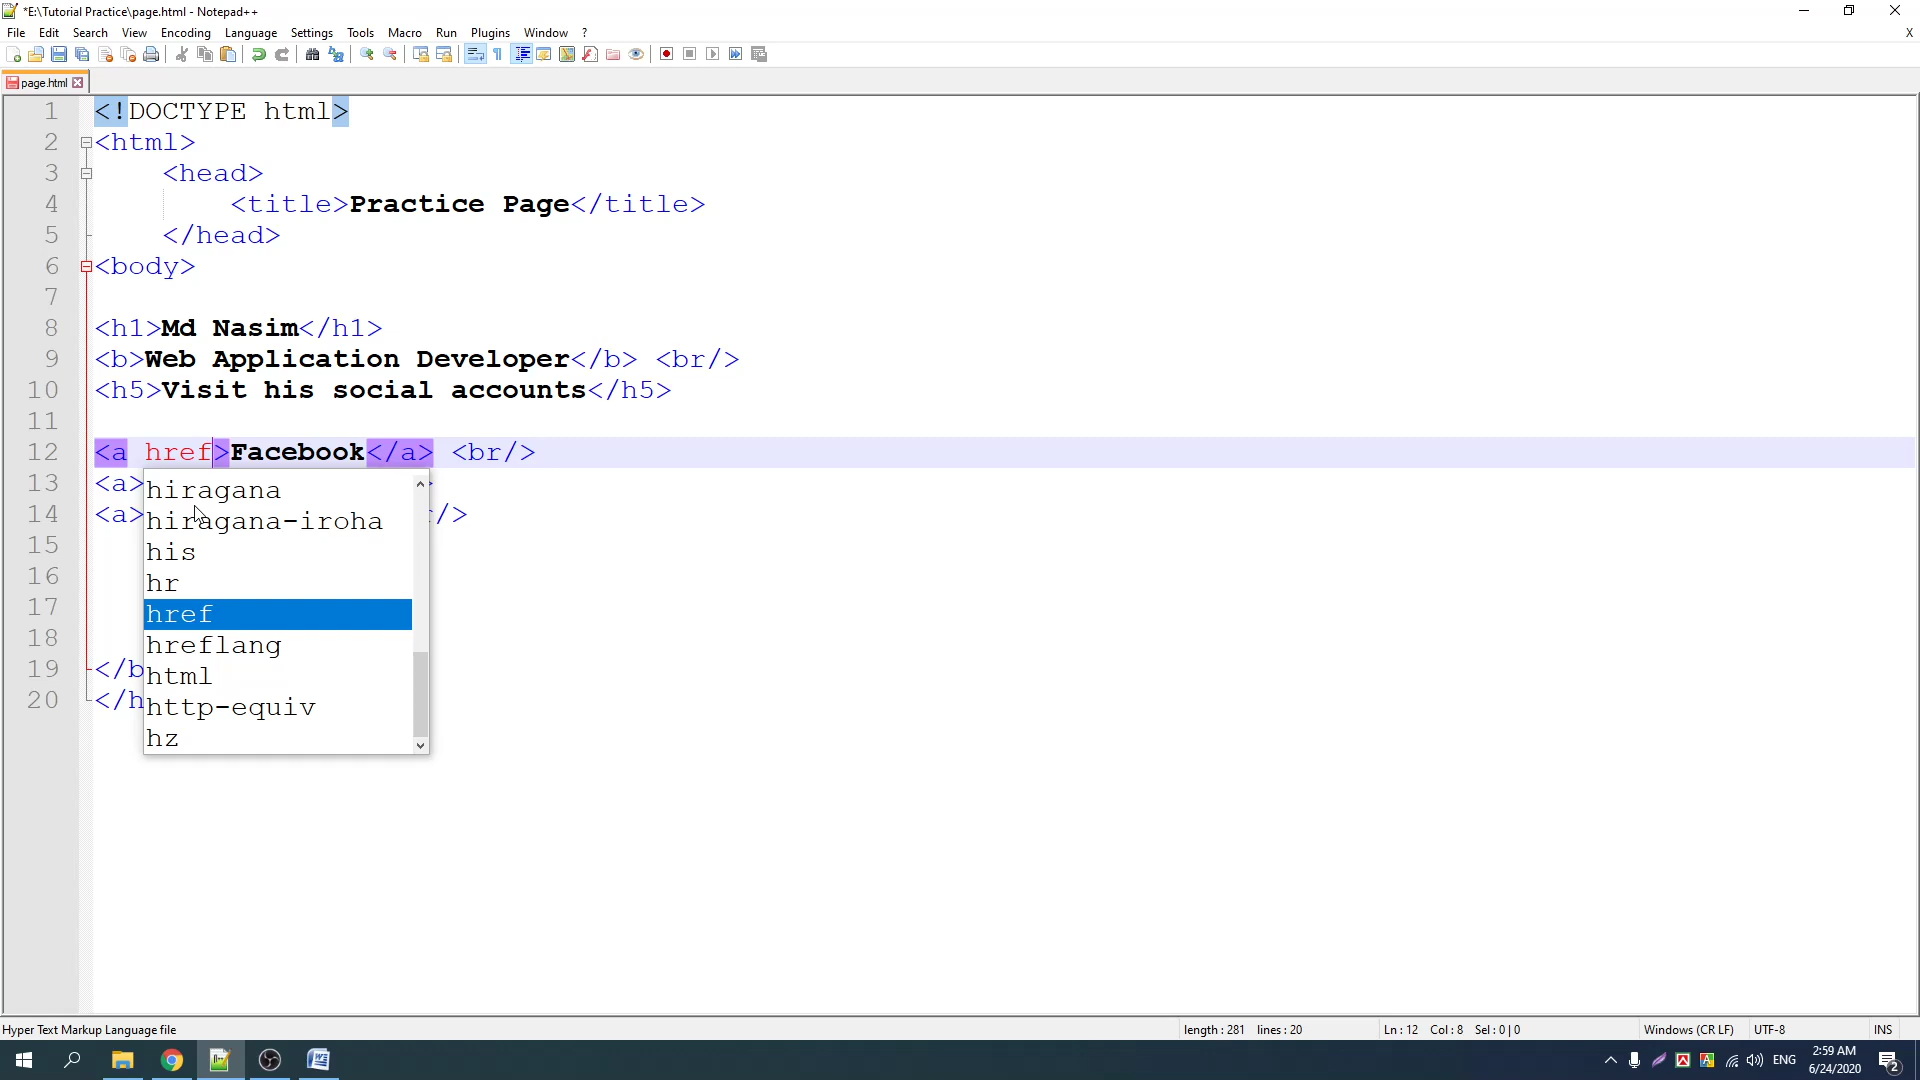 *E:\Tutorial Practice\page.html - Notepad++
File Edit Search View Encoding Language Settings Tools Macro Run Plugins Window ? X
page.html
1 <!DOCTYPE html>
2 <html>
3 <head>
4 <title>Practice Page</title>
5 </head>
6 <body>
7
8 <h1>Md Nasim</h1>
9 <b>Web Application Developer</b> <br/>
10 <h5>Visit his social accounts</h5>
11
12 <a href>Facebook</a> <br/>
13 <a>
hiragana
14 <a> r/>
hiragana-iroha
15
his
16
hr
17
href
18
hreflang
19 </b
html
20 </h
http-equiv
hz
Hyper Text Markup Language file length : 281 lines : 20 Ln : 12 Col : 8 Sel : 0 | 0 Windows (CR LF) UTF-8 INS
ENG 2:59 AM
6/24/2020 2